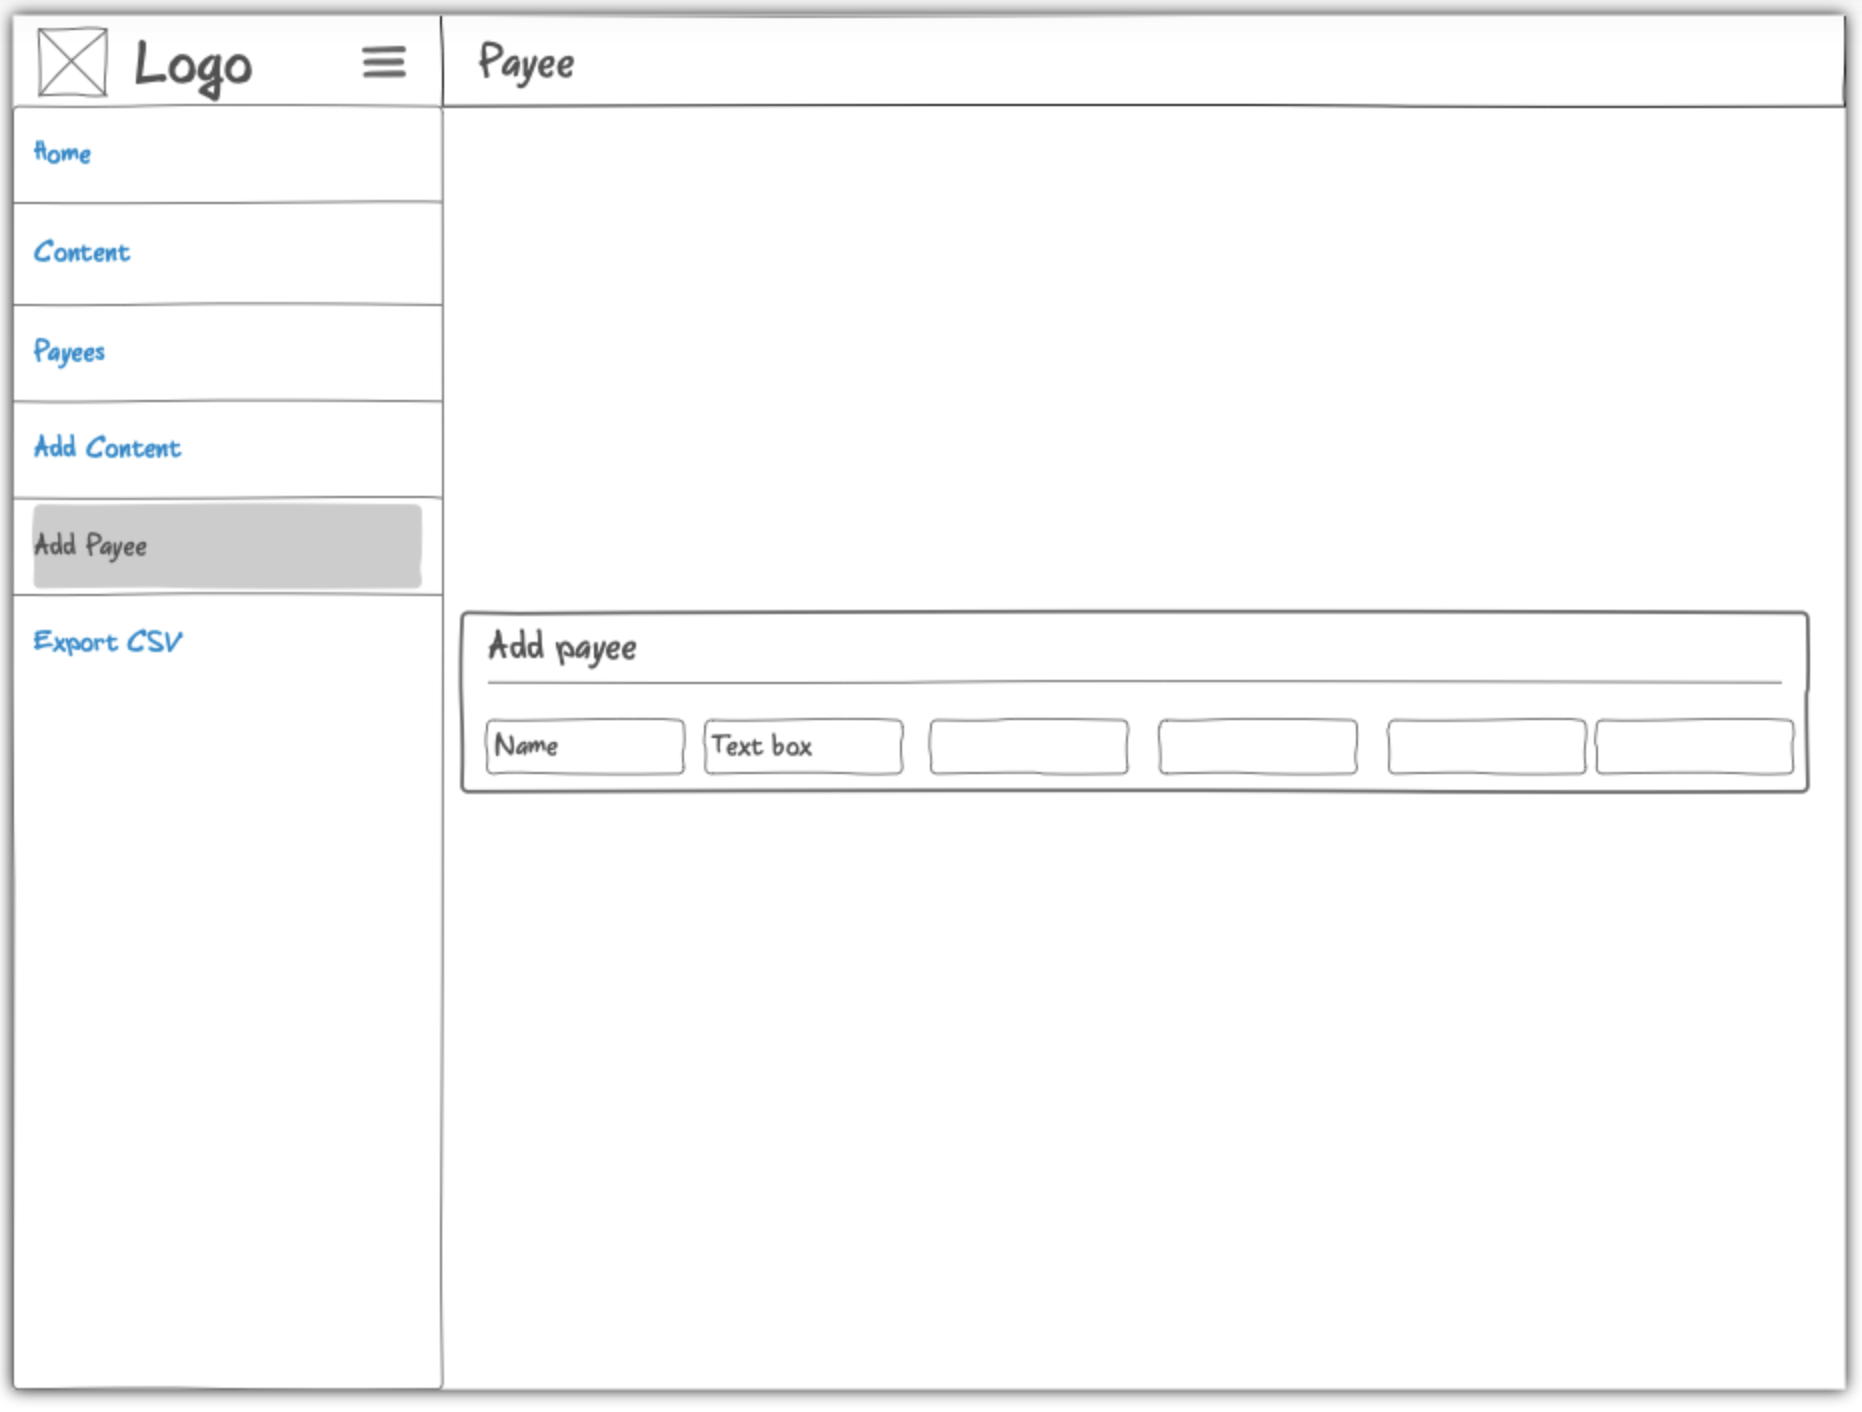 Logo
Payee
Home
Content
Payees
Add Content
Add Payee
Export CSV
Add payee
Name
Text box